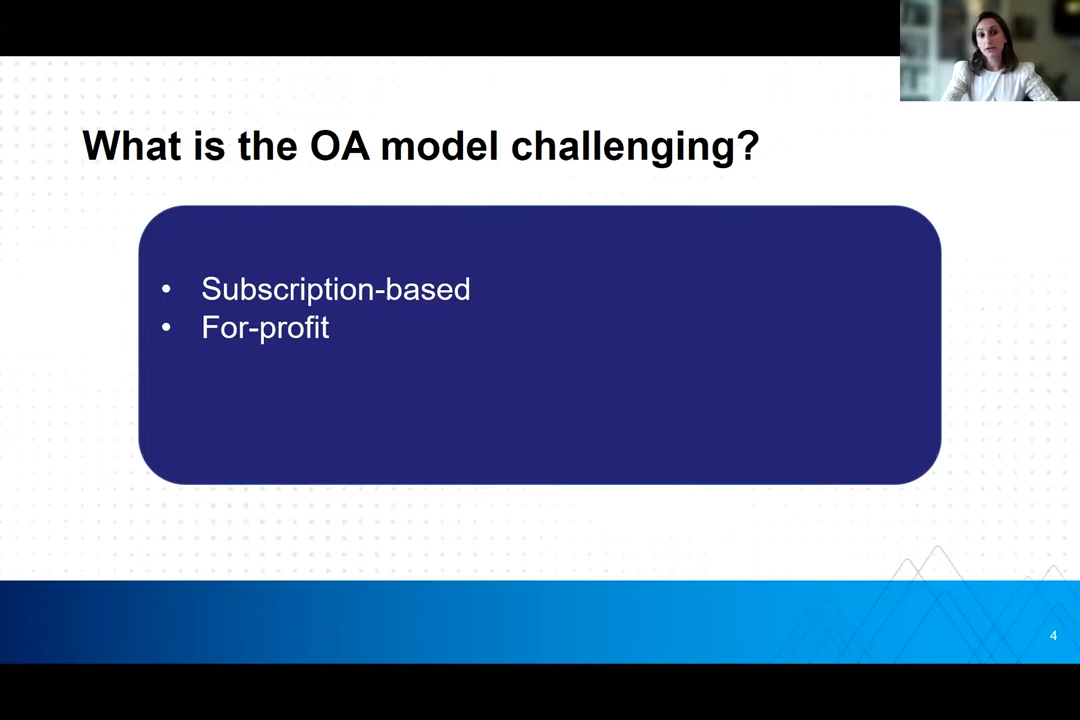 What is the OA model challenging?
• Subscription-based
• For-profit
4